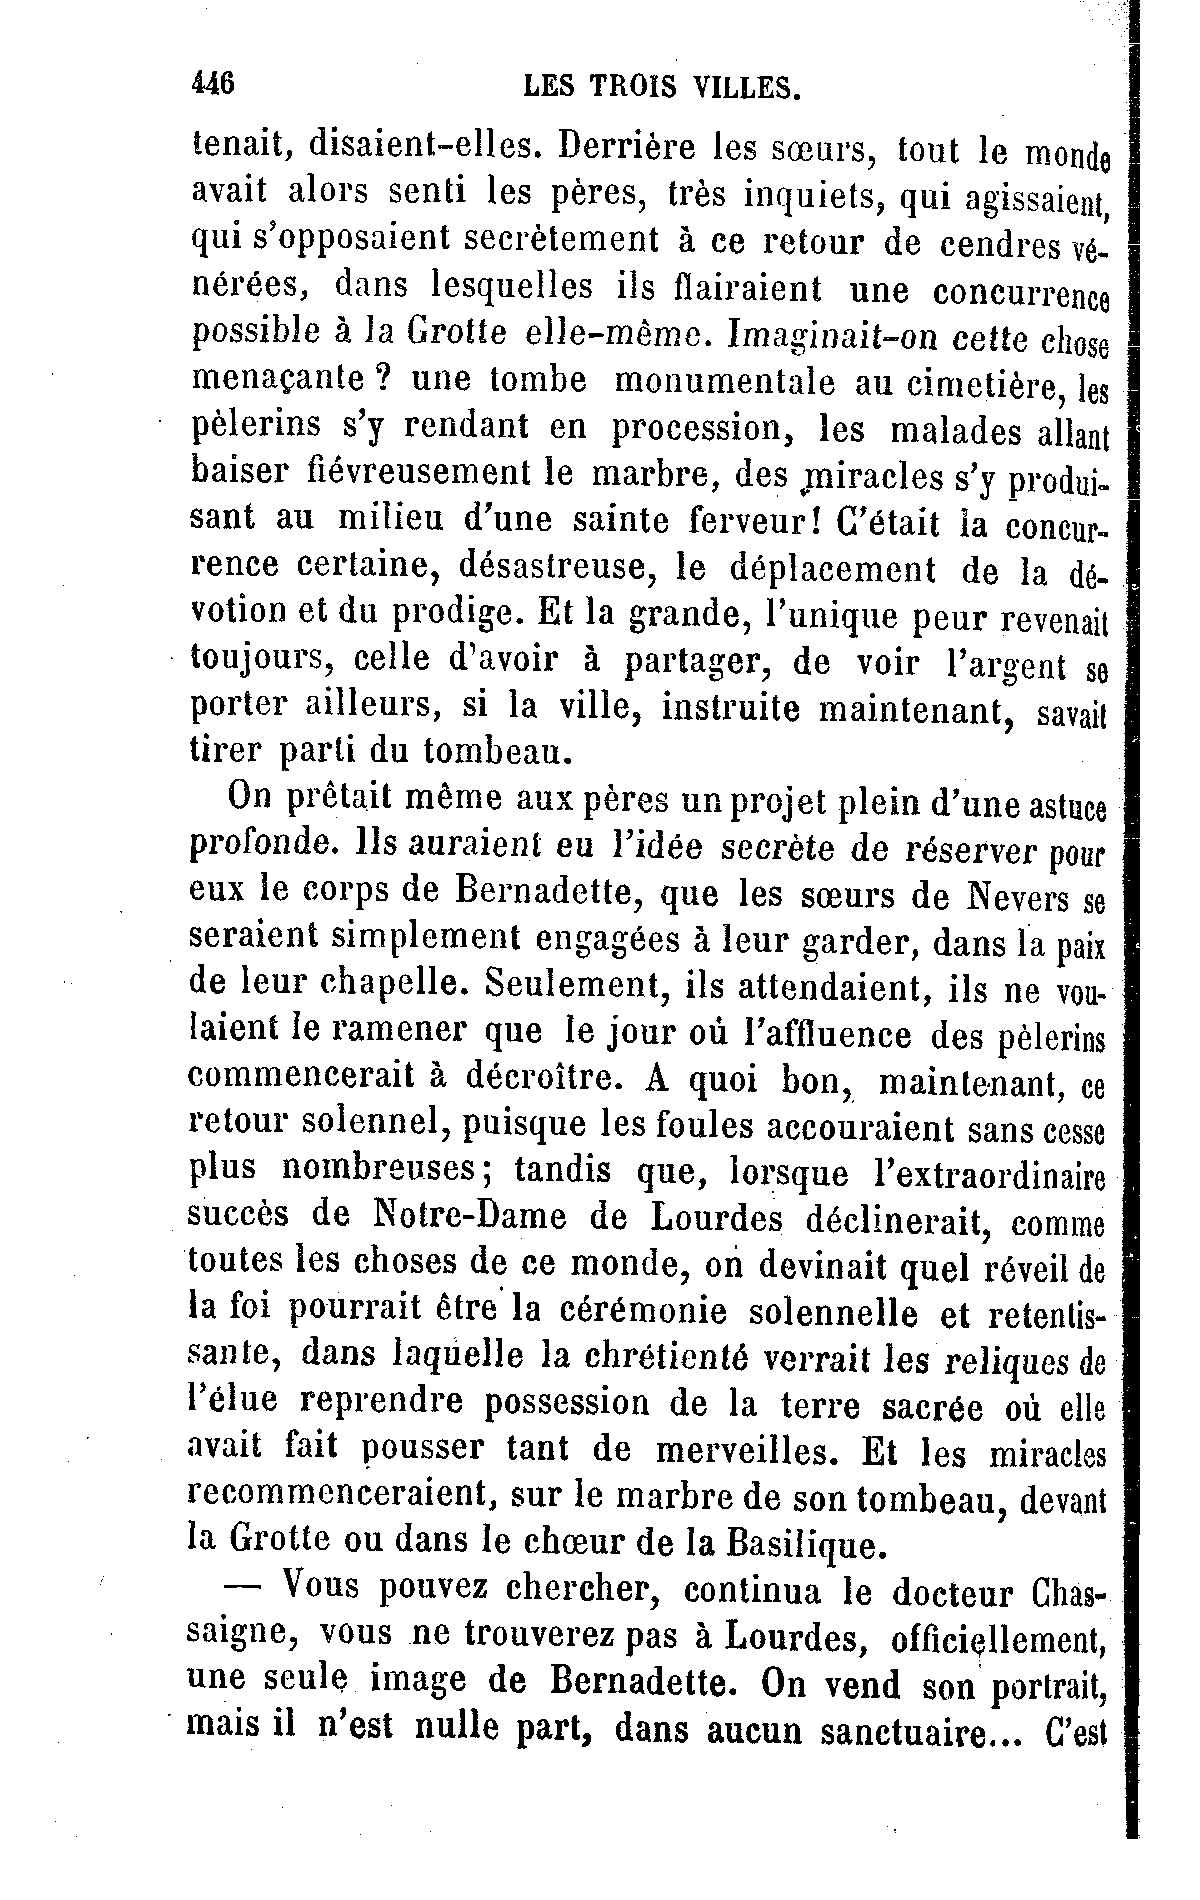 446 LES TROIS VILLES.
tenait, disaient-elles. Derrière les sœurs, tout le monde
avait alors senti les pères, très inquiets, qui agissaient,
qui s'opposaient secrètement à ce retour de cendres vé-
nérées, dans lesquelles ils flairaient une concurrence
possible à la Grotte elle-même. Imaginait-on cette chose
menaçante ? une tombe monumentale au cimetière, les
pèlerins s'y rendant en procession, les malades allant
baiser fiévreusement le marbre, des miracles s'y produi-
sant au milieu d'une sainte ferveur! C'était la concur-
rence certaine, désastreuse, le déplacement de la dé-
votion et du prodige. Et la grande, l'unique peur revenait
toujours, celle d'avoir à partager, de voir l'argent se
porter ailleurs, si la ville, instruite maintenant, savait
tirer parti du tombeau.
On prêtait même aux pères un projet plein d'une astuce
profonde. Ils auraient eu l'idée secrète de réserver pour
eux le corps de Bernadette, que les sœurs de Nevers se
seraient simplement engagées à leur garder, dans la paix
de leur chapelle. Seulement, ils attendaient, ils ne vou-
laient le ramener que le jour où l'affluence des pèlerins
commencerait à décroître. A quoi bon, maintenant, ce
retour solennel, puisque les foules accouraient sans cesse
plus nombreuses; tandis que, lorsque l'extraordinaire
succès de Notre-Dame de Lourdes déclinerait, comme
toutes les choses de ce monde, on devinait quel réveil de
la foi pourrait être la cérémonie solennelle et retentis-
sante, dans laquelle la chrétienté verrait les reliques de
l'élue reprendre possession de la terre sacrée où elle
avait fait pousser tant de merveilles. Et les miracles
recommenceraient, sur le marbre de son tombeau, devant
la Grotte ou dans le chœur de la Basilique.
— Vous pouvez chercher, continua le docteur Chas-
saigne, vous ne trouverez pas à Lourdes, officiellement,
une seule image de Bernadette. On vend son portrait,
mais il n'est nulle part, dans aucun sanctuaire... C'est